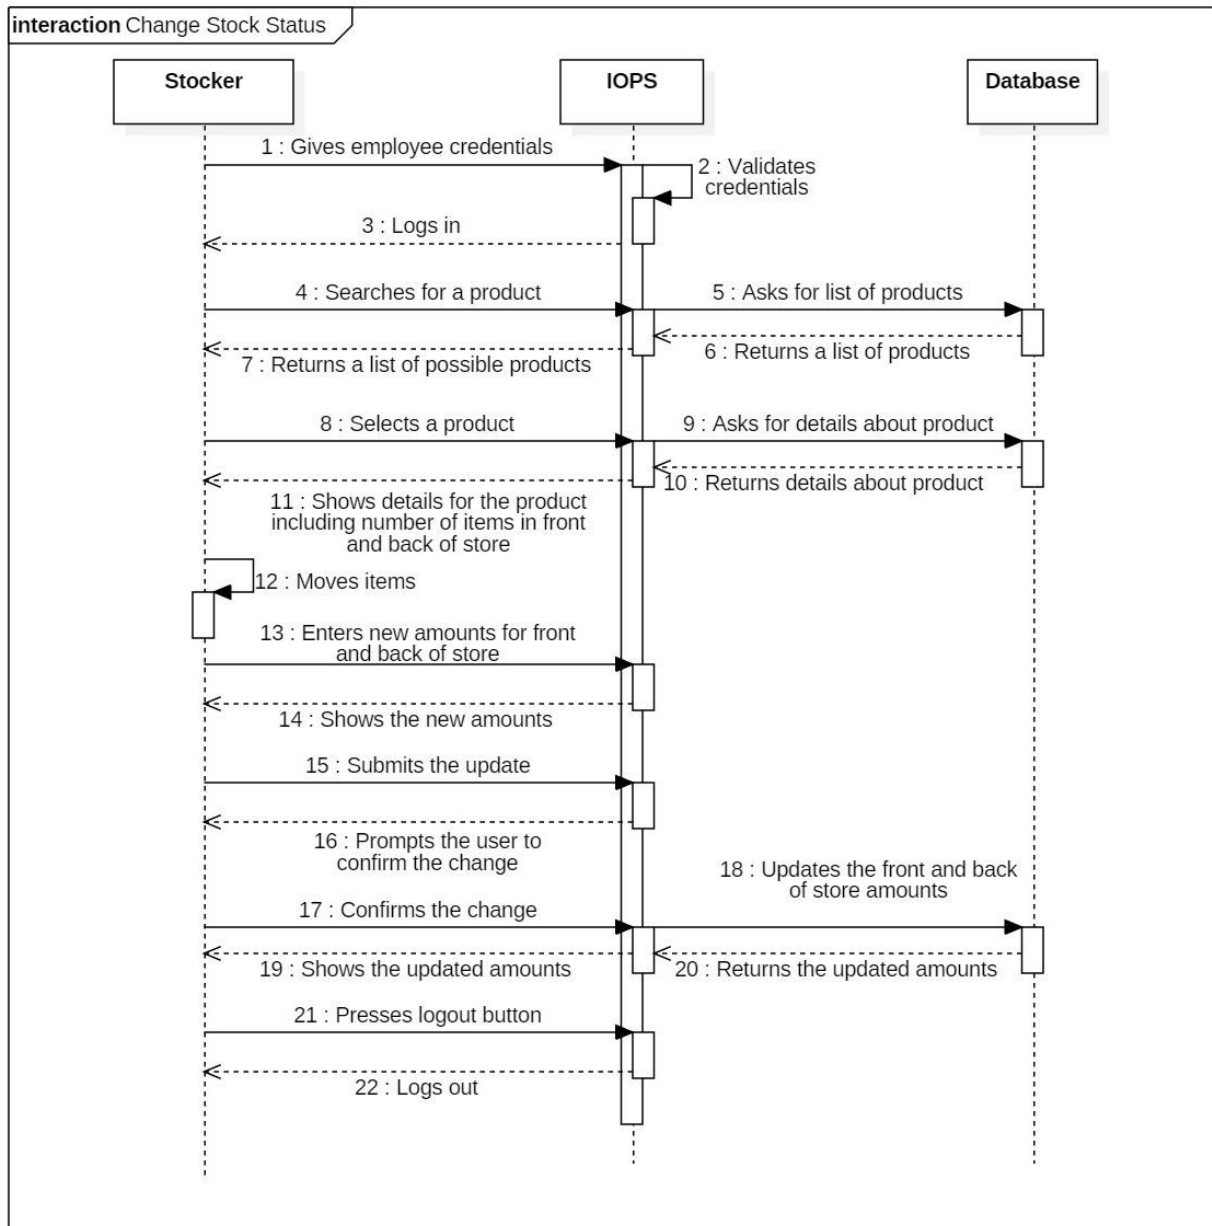 interaction Change Stock Status
Stocker
IOPS
Database
1 : Gives employee credentials
2 : Validates
credentials
3 : Logs in
4 : Searches for a product
5 : Asks for list of products
6 : Returns a list of products
7 : Returns a list of possible products
8 : Selects a product
9 : Asks for details about product
10 : Returns details about product
11 : Shows details for the product
including number of items in front
and back of store
12 : Moves items
13 : Enters new amounts for front
and back of store
14 : Shows the new amounts
15 : Submits the update
16 : Prompts the user to
confirm the change
17 : Confirms the change
18 : Updates the front and back
of store amounts
19 : Shows the updated amounts
20 : Returns the updated amounts
21 : Presses logout button
22 : Logs out